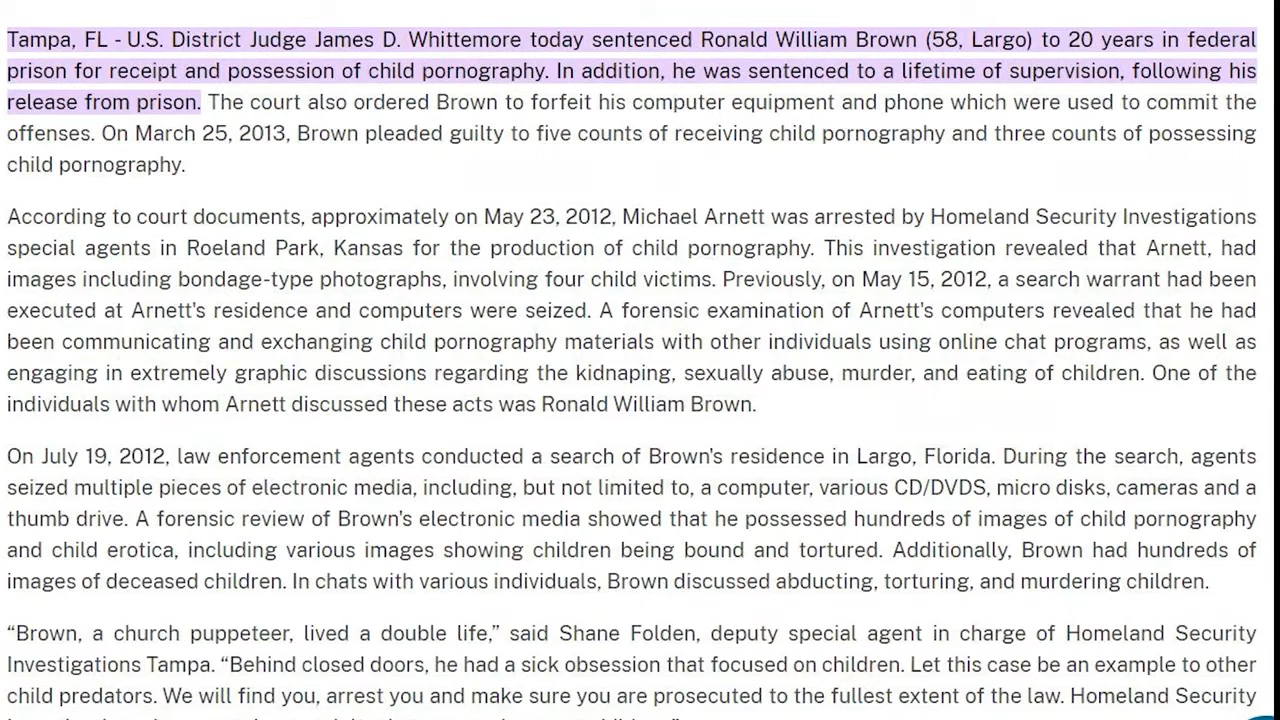 Tampa, FL - U.S. District Judge James D. Whittemore today sentenced Ronald William Brown (58, Largo) to 20 years in federal
prison for receipt and possession of child pornography. In addition, he was sentenced to a lifetime of supervision, following his
release from prison. The court also ordered Brown to forfeit his computer equipment and phone which were used to commit the
offenses. On March 25, 2013, Brown pleaded guilty to five counts of receiving child pornography and three counts of possessing
child pornography.
According to court documents, approximately on May 23, 2012, Michael Arnett was arrested by Homeland Security Investigations
special agents in Roeland Park, Kansas for the production of child pornography. This investigation revealed that Arnett, had
images including bondage-type photographs, involving four child victims. Previously, on May 15, 2012, a search warrant had been
executed at Arnett's residence and computers were seized. A forensic examination of Arnett's computers revealed that he had
been communicating and exchanging child pornography materials with other individuals using online chat programs, as well as
engaging in extremely graphic discussions regarding the kidnaping, sexually abuse, murder, and eating of children. One of the
individuals with whom Arnett discussed these acts was Ronald William Brown.
On July 19, 2012, law enforcement agents conducted a search of Brown's residence in Largo, Florida. During the search, agents
seized multiple pieces of electronic media, including, but not limited to, a computer, various CD/DVDS, micro disks, cameras and a
thumb drive. A forensic review of Brown's electronic media showed that he possessed hundreds of images of child pornography
and child erotica, including various images showing children being bound and tortured. Additionally, Brown had hundreds of
images of deceased children. In chats with various individuals, Brown discussed abducting, torturing, and murdering children.
“Brown, a church puppeteer, lived a double life,” said Shane Folden, deputy special agent in charge of Homeland Security
Investigations Tampa. “Behind closed doors, he had a sick obsession that focused on children. Let this case be an example to other
child predators. We will find you, arrest you and make sure you are prosecuted to the fullest extent of the law. Homeland Security